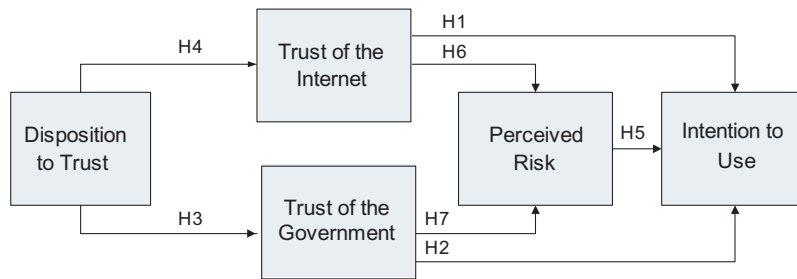 H1
H4
Trust of the
Internet
H6
Disposition
to Trust
Perceived
Risk
H5
Intention to
Use
H3
Trust of the
Government
H7
H2